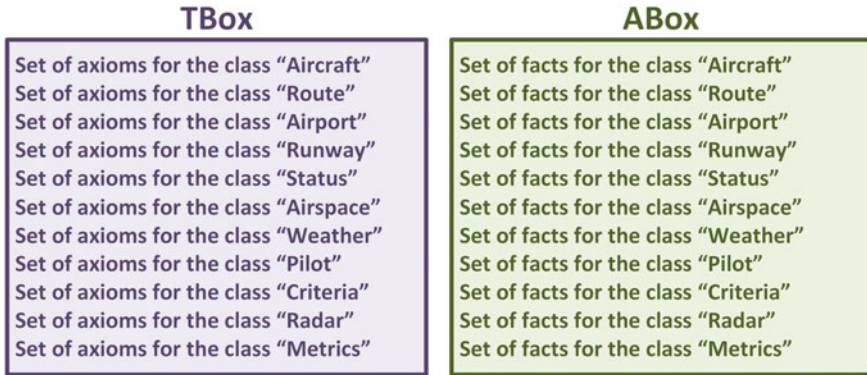 TBox
Set of axioms for the class “Aircraft”
Set of axioms for the class “Route”
Set of axioms for the class “Airport”
Set of axioms for the class “Runway”
Set of axioms for the class “Status”
Set of axioms for the class “Airspace”
Set of axioms for the class “Weather”
Set of axioms for the class “Pilot”
Set of axioms for the class “Criteria”
Set of axioms for the class “Radar”
Set of axioms for the class “Metrics”
ABox
Set of facts for the class “Aircraft”
Set of facts for the class “Route”
Set of facts for the class “Airport”
Set of facts for the class “Runway”
Set of facts for the class “Status”
Set of facts for the class “Airspace”
Set of facts for the class “Weather”
Set of facts for the class “Pilot”
Set of facts for the class “Criteria”
Set of facts for the class “Radar”
Set of facts for the class “Metrics”